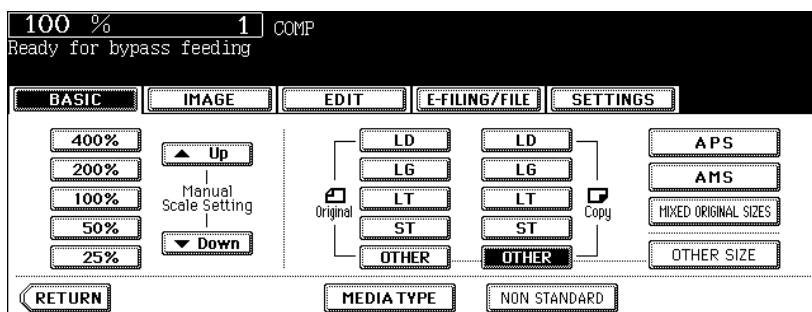 100 % 1 COMP
Ready for bypass feeding
BASIC IMAGE EDIT E-FILING/FILE SETTINGS
400%
200%
100%
50%
25%
Up
Manual
Scale Setting
Down
Original
LD
LG
LT
ST
OTHER
LD
LG
LT
ST
OTHER
Copy
APS
AMS
MIXED ORIGINAL SIZES
OTHER SIZE
RETURN MEDIA TYPE NON STANDARD